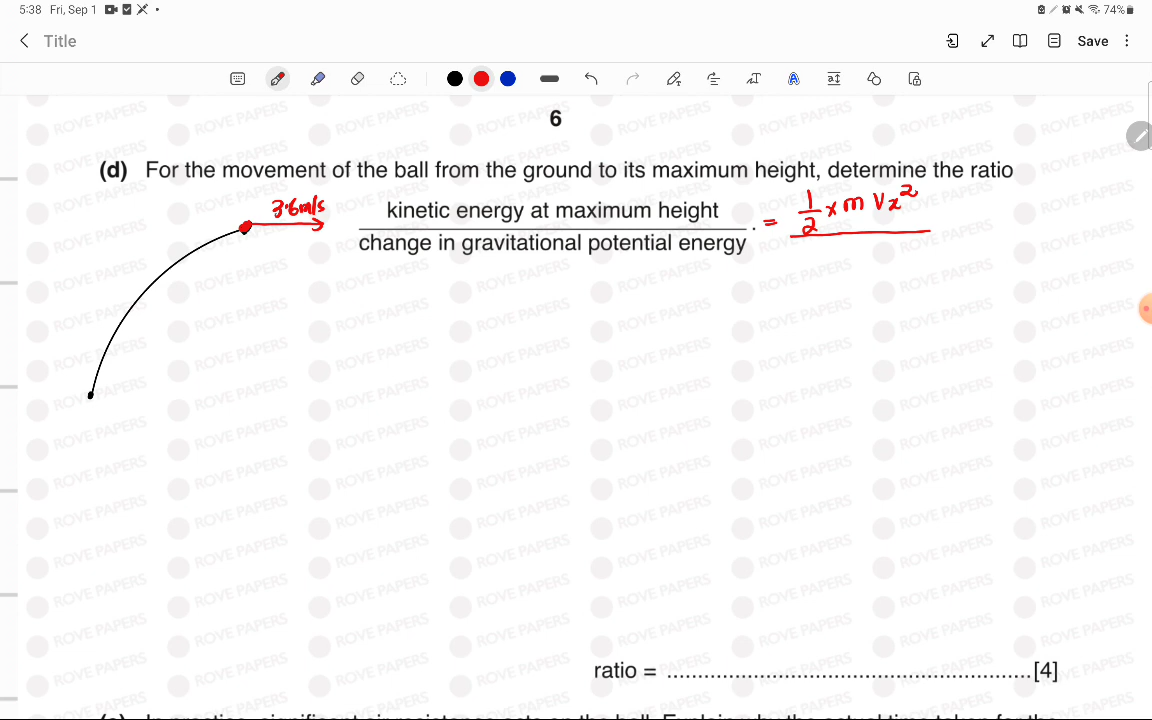 5:38 Fri, Sep 1
74%
Title
Save
6
(d) For the movement of the ball from the ground to its maximum height, determine the ratio
3.6m/s
kinetic energy at maximum height
change in gravitational potential energy
.
= 1/2 × m Vx²
ratio = ............................................................[4]
ROVE PAPERS